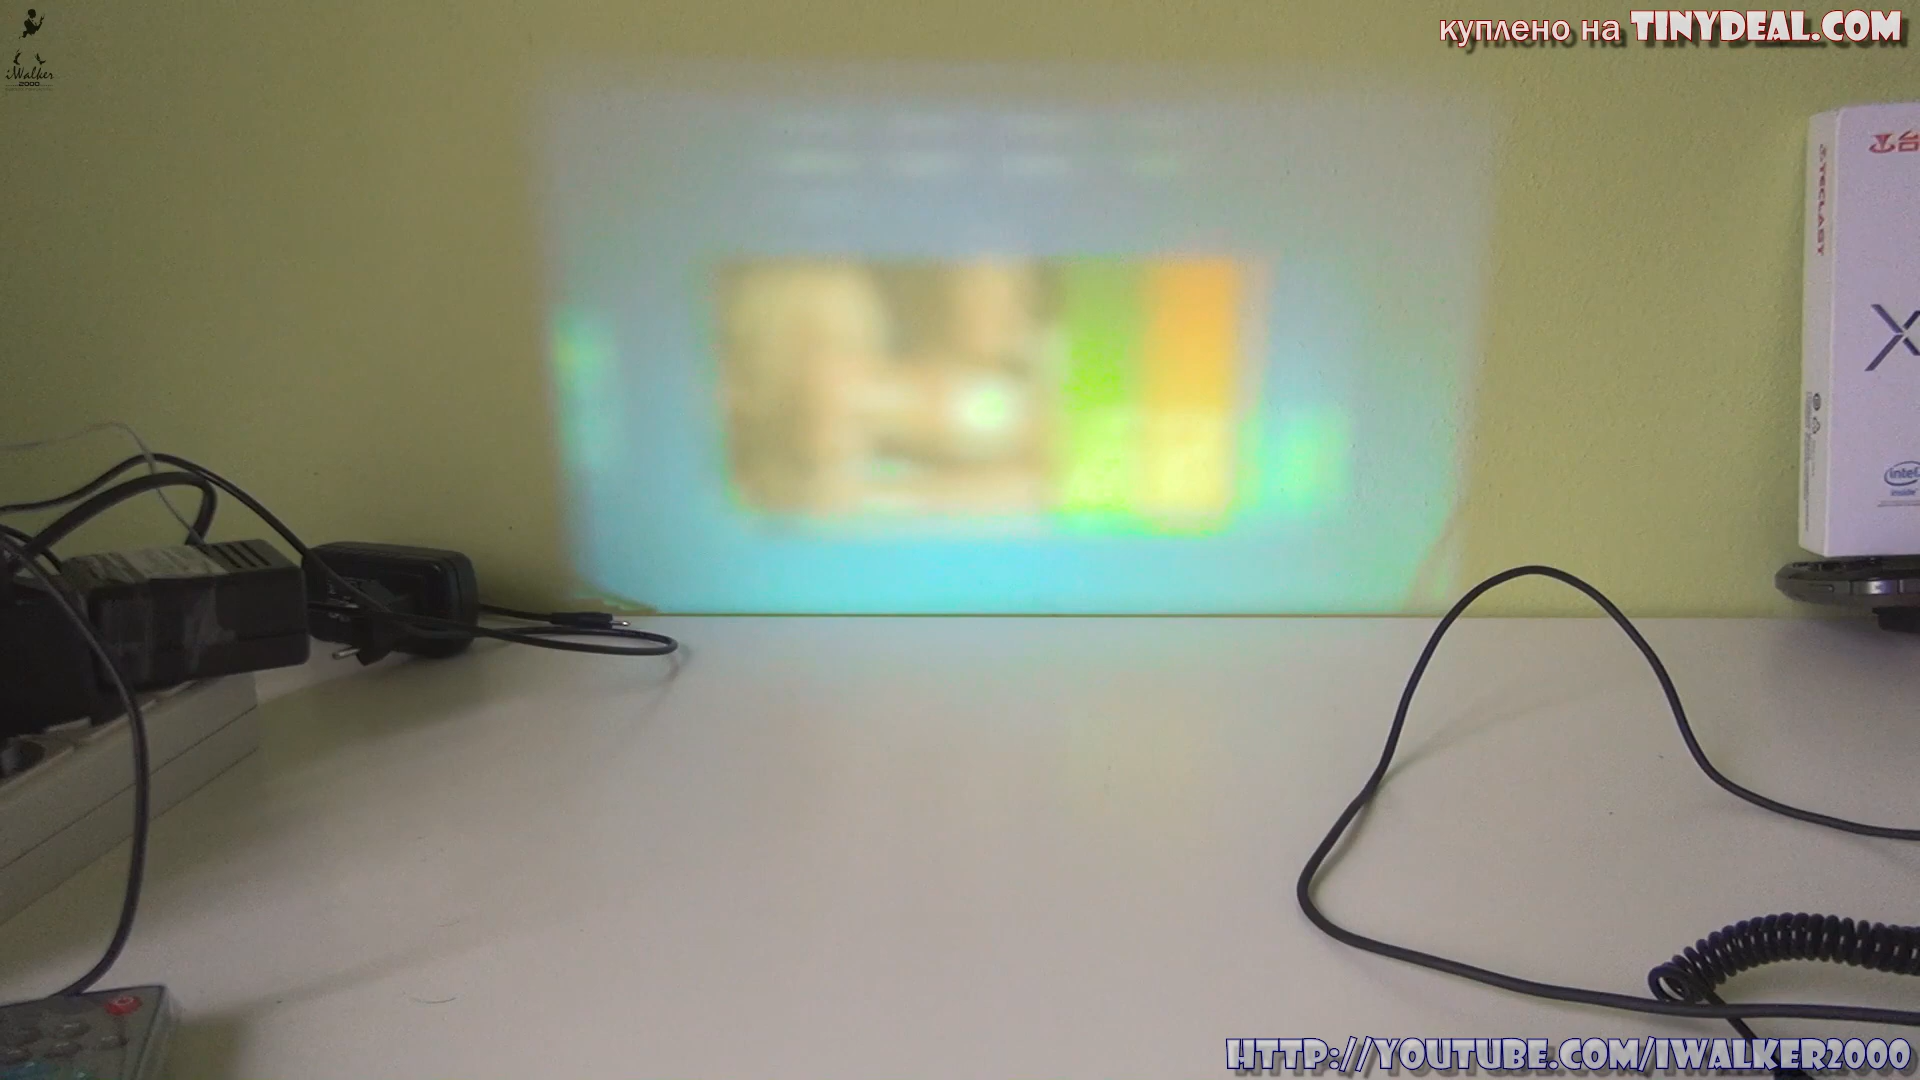 iWalker
2000
куплено на TINYDEAL.COM
TECLAST
X
intel
inside
HTTP://YOUTUBE.COM/IWALKER2000